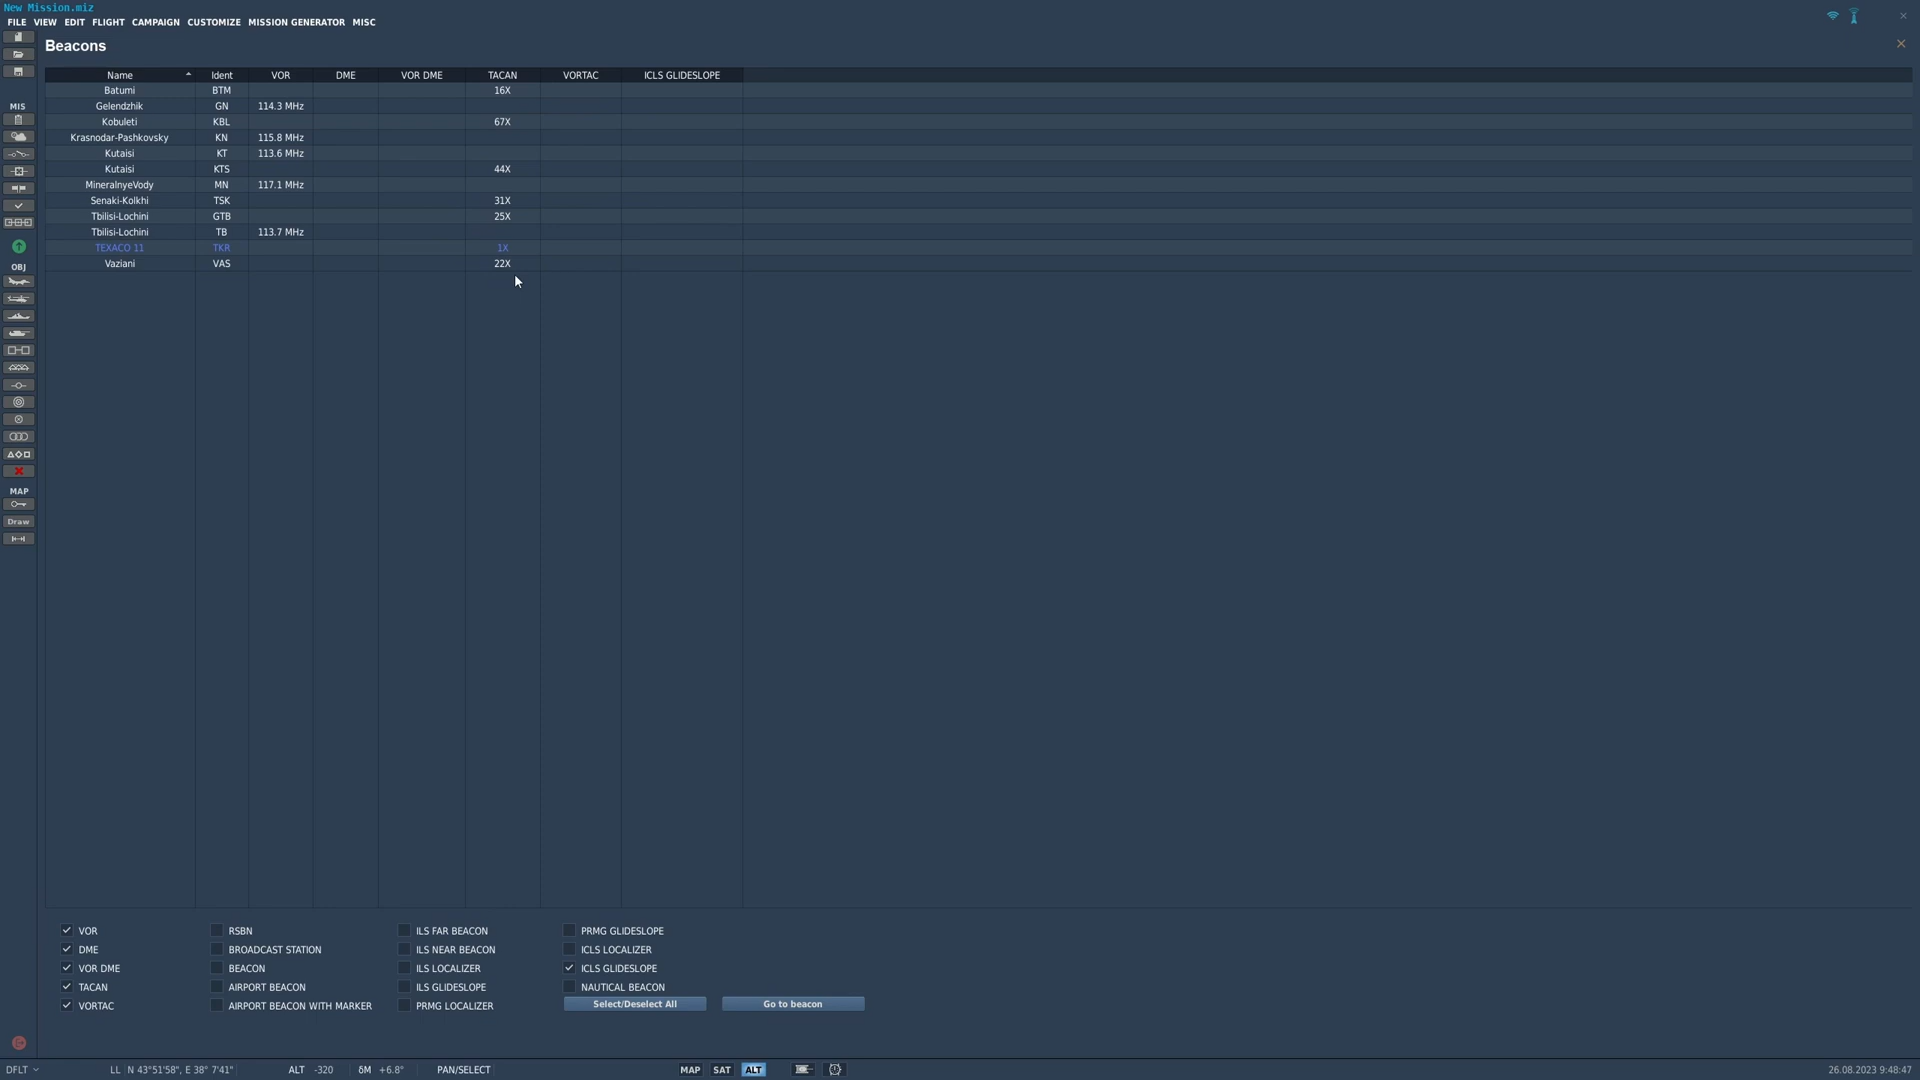 New Mission.miz
FILE VIEW EDIT FLIGHT CAMPAIGN CUSTOMIZE MISSION GENERATOR MISC
Beacons
Name Ident VOR DME VOR DME TACAN VORTAC ICLS GLIDESLOPE
Batumi BTM 16X
Gelendzhik GN 114.3 MHz
Kobuleti KBL 67X
Krasnodar-Pashkovsky KN 115.8 MHz
Kutaisi KT 113.6 MHz
Kutaisi KTS 44X
MineralnyeVody MN 117.1 MHz
Senaki-Kolkhi TSK 31X
Tbilisi-Lochini GTB 25X
Tbilisi-Lochini TB 113.7 MHz
TEXACO 11 TKR 1X
Vaziani VAS 22X
MIS
OBJ
MAP
Draw
VOR RSBN ILS FAR BEACON PRMG GLIDESLOPE
DME BROADCAST STATION ILS NEAR BEACON ICLS LOCALIZER
VOR DME BEACON ILS LOCALIZER ICLS GLIDESLOPE
TACAN AIRPORT BEACON ILS GLIDESLOPE NAUTICAL BEACON
VORTAC AIRPORT BEACON WITH MARKER PRMG LOCALIZER Select/Deselect All Go to beacon
DFLT LL N 43°51'58", E 38° 7'41" ALT -320 δM +6.8° PAN/SELECT MAP SAT ALT 26.08.2023 9:48:47